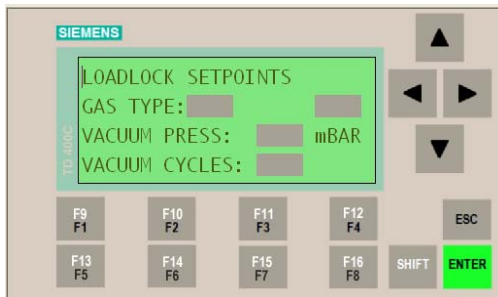 SIEMENS
LOADLOCK SETPOINTS
GAS TYPE:
VACUUM PRESS: mBAR
VACUUM CYCLES:
TD 400C
F9 F10 F11 F12
F1 F2 F3 F4
ESC
F13 F14 F15 F16
F5 F6 F7 F8
SHIFT ENTER